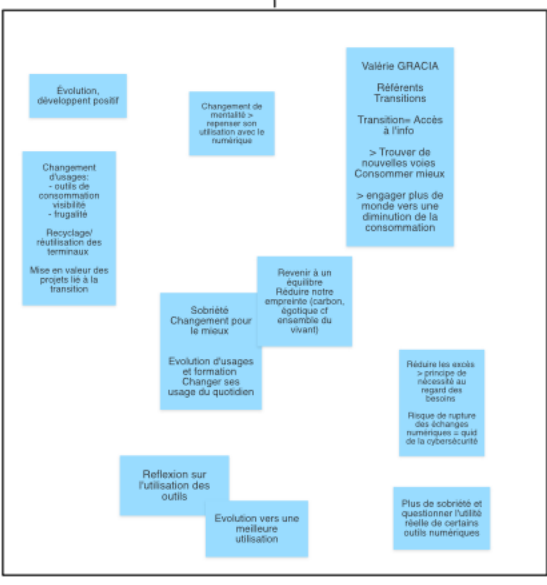 Évolution,
développent positif
Changement de
mentalité >
repenser son
utilisation avec le
numérique
Valérie GRACIA
Référents
Transitions
Transition= Accès
à l'info
> Trouver de
nouvelles voies
Consommer mieux
> engager plus de
monde vers une
diminution de la
consommation
Changement
d'usages:
- outils de
consommation
visibilité
- frugalité
Recyclage/
réutilisation des
terminaux
Mise en valeur des
projets lié à la
transition
Revenir à un
équilibre
Réduire notre
empreinte (carbon,
égotique cf
ensemble du
vivant)
Sobriété
Changement pour
le mieux
Evolution d'usages
et formation
Changer ses
usage du quotidien
Réduire les excès
> principe de
nécessité au
regard des
besoins
Risque de rupture
des échanges
numériques = quid
de la cybersécurité
Reflexion sur
l'utilisation des
outils
Evolution vers une
meilleure
utilisation
Plus de sobriété et
questionner l'utilité
réelle de certains
outils numériques